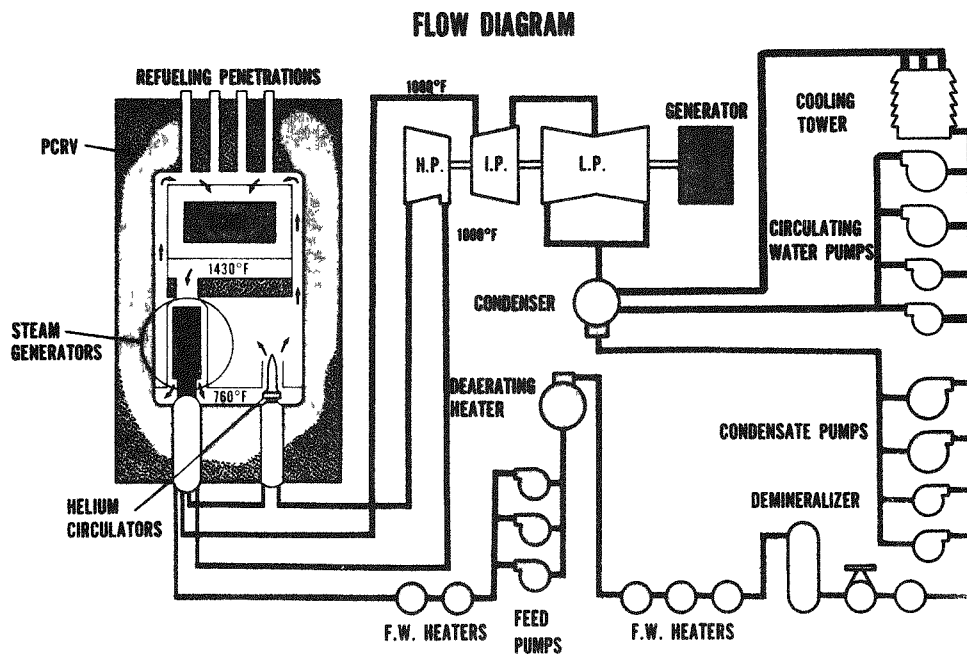 FLOW DIAGRAM
REFUELING PENETRATIONS
PCRV
1000°F
GENERATOR
COOLING
TOWER
H.P.
I.P.
L.P.
1000°F
CIRCULATING
WATER PUMPS
1430°F
CONDENSER
STEAM
GENERATORS
760°F
DEAERATING
HEATER
CONDENSATE PUMPS
HELIUM
CIRCULATORS
DEMINERALIZER
F.W. HEATERS
FEED
PUMPS
F.W. HEATERS